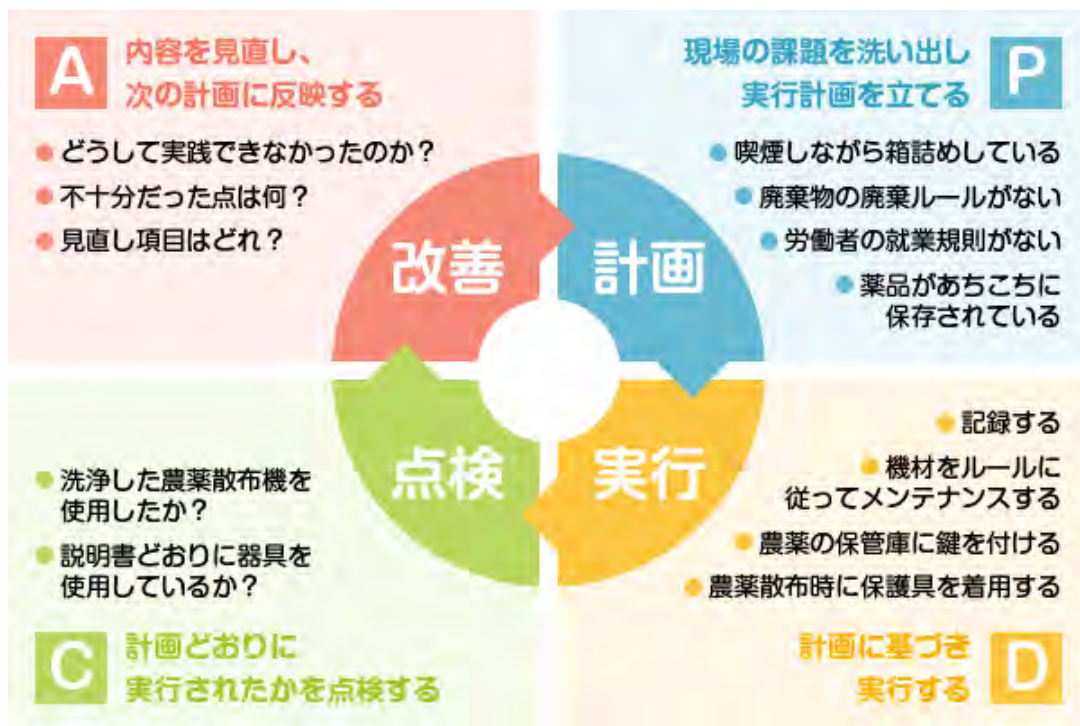 A
内容を見直し、
次の計画に反映する
● どうして実践できなかったのか？
● 不十分だった点は何？
● 見直し項目はどれ？
改善
P
現場の課題を洗い出し
実行計画を立てる
● 喫煙しながら箱詰めしている
● 廃棄物の廃棄ルールがない
● 労働者の就業規則がない
● 薬品があちこちに
保存されている
計画
● 記録する
● 機材をルールに
従ってメンテナンスする
● 農薬の保管庫に鍵を付ける
● 農薬散布時に保護具を着用する
実行
計画に基づき
実行する
D
点検
● 洗浄した農薬散布機を
使用したか？
● 説明書どおりに器具を
使用しているか？
C
計画どおりに
実行されたかを点検する